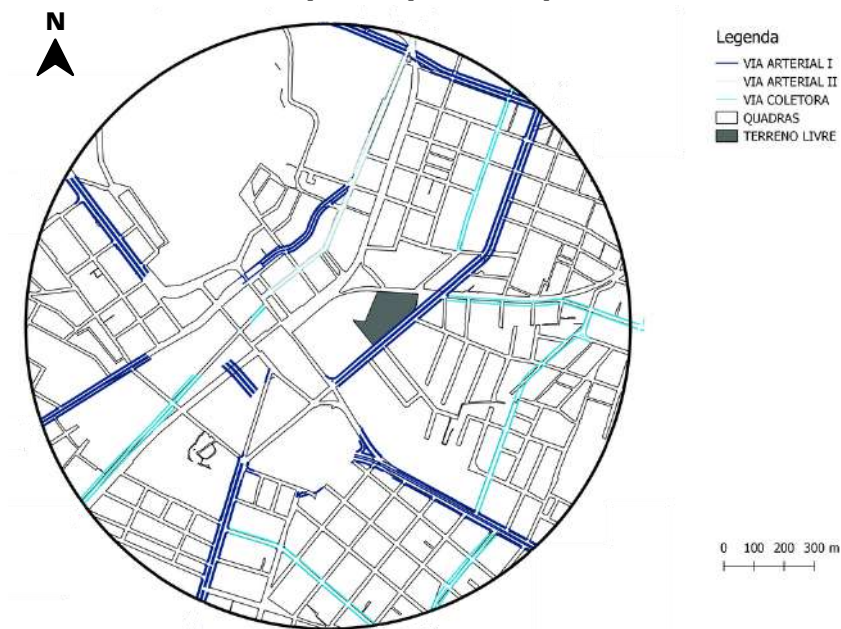 N
Legenda
VIA ARTERIAL I
VIA ARTERIAL II
VIA COLETORA
QUADRAS
TERRENO LIVRE
0 100 200 300 m